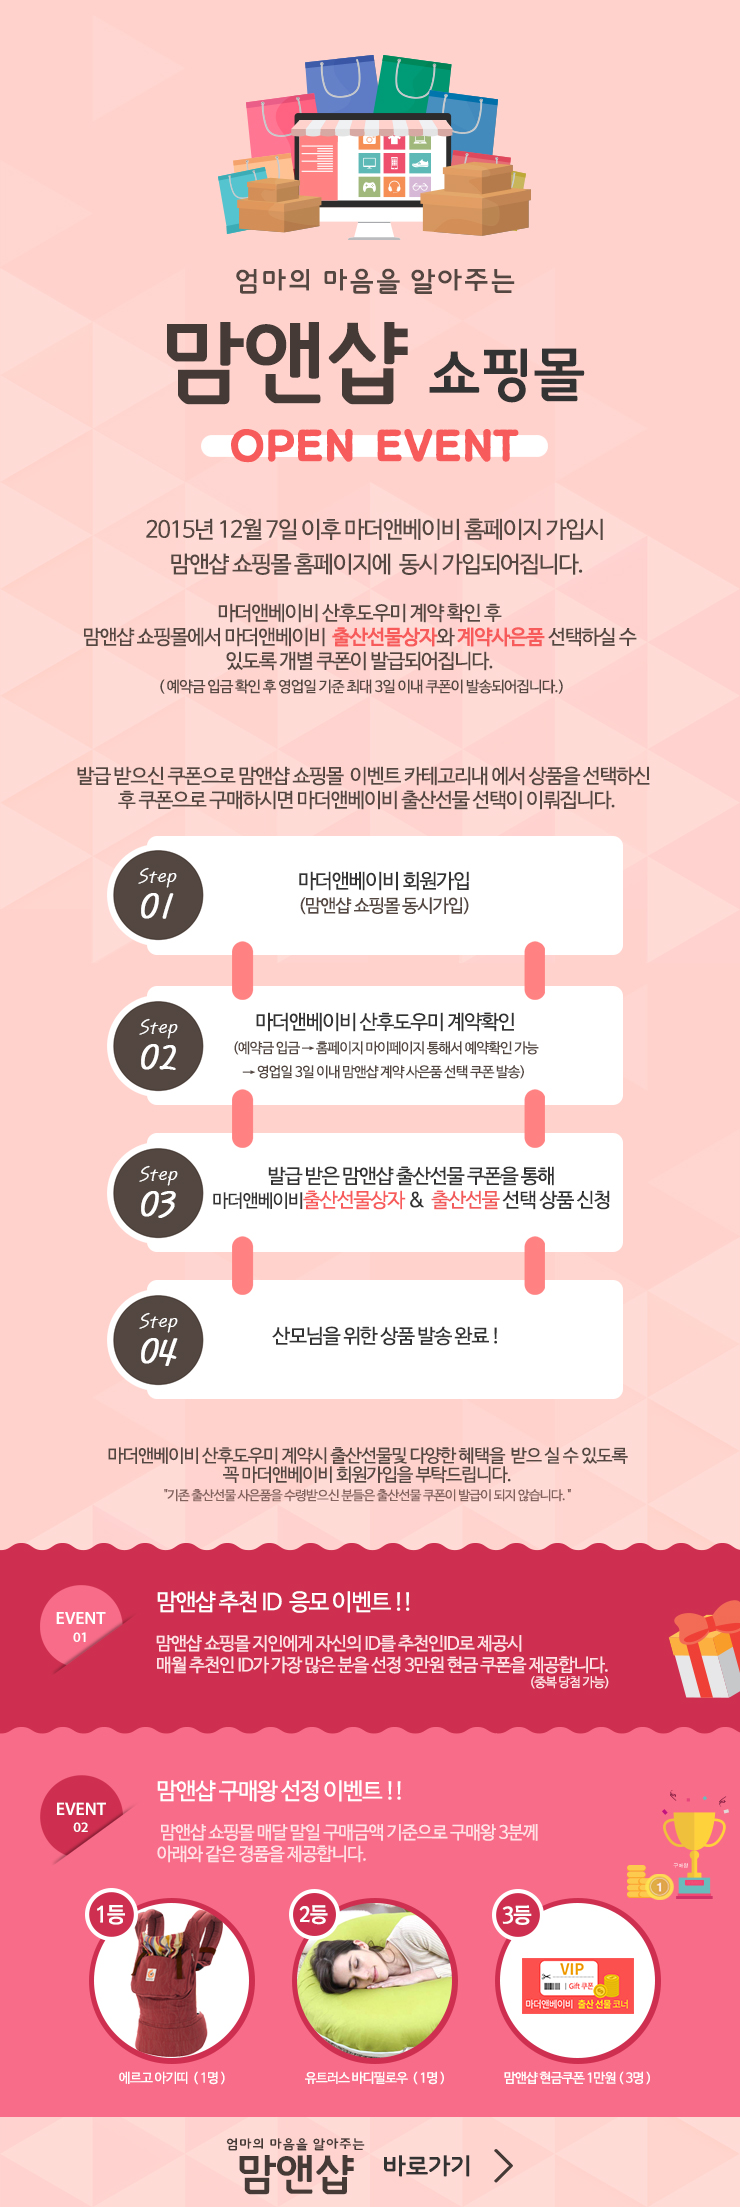 엄마의 마음을 알아주는
맘앤샵 쇼핑몰
OPEN EVENT
2015년 12월 7일 이후 마더앤베이비 홈페이지 가입시
맘앤샵 쇼핑몰 홈페이지에 동시 가입되어집니다.
마더앤베이비 산후도우미 계약 확인 후
맘앤샵 쇼핑몰에서 마더앤베이비 출산선물상자와 계약사은품 선택하실 수
있도록 개별 쿠폰이 발급되어집니다.
( 예약금 입금 확인 후 영업일 기준 최대 3일 이내 쿠폰이 발송되어집니다.)
발급 받으신 쿠폰으로 맘앤샵 쇼핑몰 이벤트 카테고리내 에서 상품을 선택하신
후 쿠폰으로 구매하시면 마더앤베이비 출산선물 선택이 이뤄집니다.
Step
01
마더앤베이비 회원가입
(맘앤샵 쇼핑몰 동시가입)
Step
02
마더앤베이비 산후도우미 계약확인
(예약금 입금 → 홈페이지 마이페이지 통해서 예약확인 가능
→ 영업일 3일 이내 맘앤샵 계약 사은품 선택 쿠폰 발송)
Step
03
발급 받은 맘앤샵 출산선물 쿠폰을 통해
마더앤베이비출산선물상자 & 출산선물 선택 상품 신청
Step
04
산모님을 위한 상품 발송 완료 !
마더앤베이비 산후도우미 계약시 출산선물및 다양한 혜택을 받으 실 수 있도록
꼭 마더앤베이비 회원가입을 부탁드립니다.
"기존 출산선물 사은품을 수령받으신 분들은 출산선물 쿠폰이 발급이 되지 않습니다. "
EVENT
01
맘앤샵 추천 ID 응모 이벤트 ! !
맘앤샵 쇼핑몰 지인에게 자신의 ID를 추천인ID로 제공시
매월 추천인 ID가 가장 많은 분을 선정 3만원 현금 쿠폰을 제공합니다.
(중복 당첨 가능)
EVENT
02
맘앤샵 구매왕 선정 이벤트 ! !
맘앤샵 쇼핑몰 매달 말일 구매금액 기준으로 구매왕 3분께
아래와 같은 경품을 제공합니다.
구매왕
1
1등
2등
3등
VIP
Gift 쿠폰
마더앤베이비 출산 선물 코너
에르고 아기띠 ( 1명 )
유트러스 바디필로우 ( 1명 )
맘앤샵 현금쿠폰 1만원 ( 3명 )
엄마의 마음을 알아주는
맘앤샵 바로가기